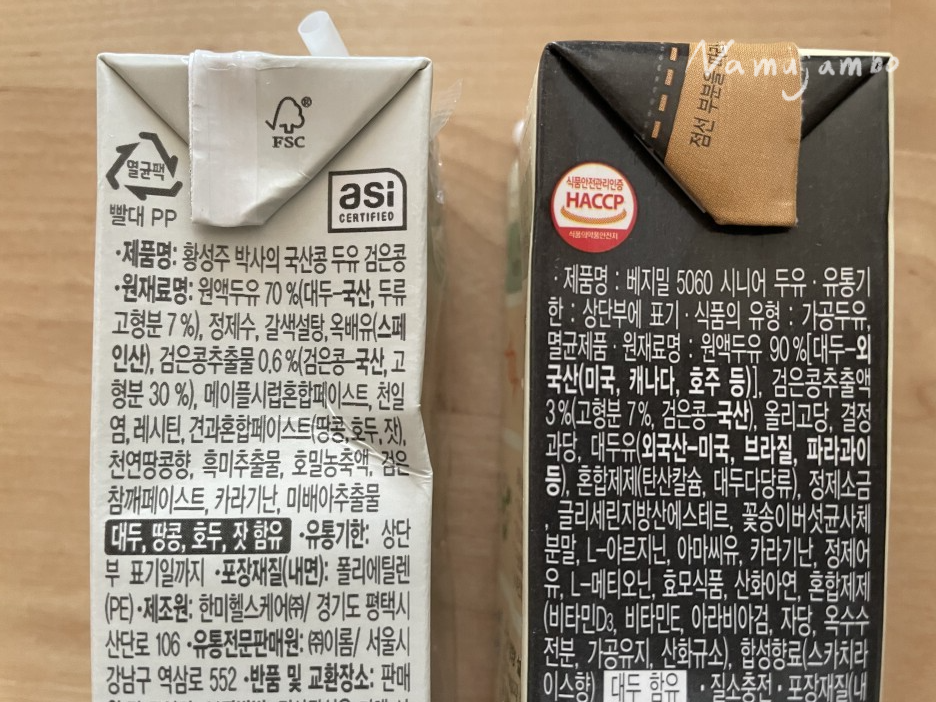 Namujambo
FSC
멸균팩
빨대 PP
asi
CERTIFIED
·제품명: 황성주 박사의 국산콩 두유 검은콩
·원재료명: 원액두유 70%(대두-국산, 두류
고형분 7%), 정제수, 갈색설탕, 옥배유(스페
인산), 검은콩추출물 0.6%(검은콩-국산, 고
형분 30%), 메이플시럽혼합페이스트, 천일
염, 레시틴, 견과혼합페이스트(땅콩, 호두, 잣),
천연땅콩향, 흑미추출물, 호밀농축액, 검은
참깨페이스트, 카라기난, 미배아추출물
대두, 땅콩, 호두, 잣 함유 ·유통기한: 상단
부 표기일까지 ·포장재질(내면): 폴리에틸렌
(PE) ·제조원: 한미헬스케어㈜/ 경기도 평택시
산단로 106 ·유통전문판매원: ㈜이롬/ 서울시
강남구 역삼로 552 ·반품 및 교환장소: 판매
점선 부분을
식품안전관리인증
HACCP
식품의약품안전처
· 제품명 : 베지밀 5060 시니어 두유 · 유통기
한 : 상단부에 표기 · 식품의 유형 : 가공두유,
멸균제품 · 원재료명 : 원액두유 90%[대두-외
국산(미국, 캐나다, 호주 등)], 검은콩추출액
3%(고형분 7%, 검은콩-국산), 올리고당, 결정
과당, 대두유(외국산-미국, 브라질, 파라과이
등), 혼합제제(탄산칼슘, 대두다당류), 정제소금
, 글리세린지방산에스테르, 꽃송이버섯균사체
분말, L-아르지닌, 아마씨유, 카라기난, 정제어
유, L-메티오닌, 효모식품, 산화아연, 혼합제제
(비타민D₃, 비타민E, 아라비아검, 자당, 옥수수
전분, 가공유지, 산화규소), 합성향료(스카치라
이스향) 대두 함유 · 질소충전 · 포장재질(내